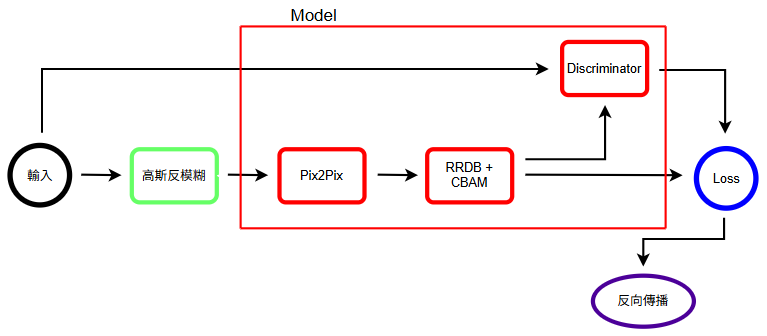 Model
Discriminator
輸入
高斯反模糊
Pix2Pix
RRDB +
CBAM
Loss
反向傳播